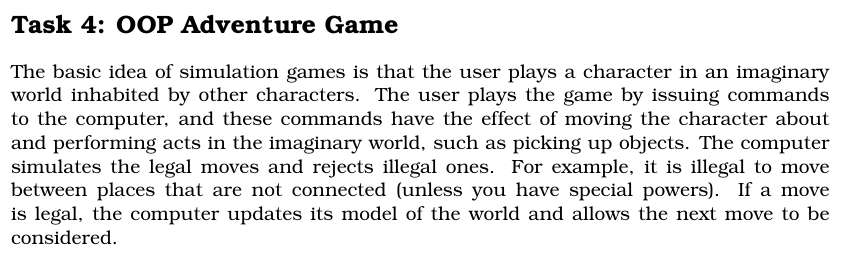 Task 4: OOP Adventure Game
The basic idea of simulation games is that the user plays a character in an imaginary
world inhabited by other characters. The user plays the game by issuing commands
to the computer, and these commands have the effect of moving the character about
and performing acts in the imaginary world, such as picking up objects. The computer
simulates the legal moves and rejects illegal ones. For example, it is illegal to move
between places that are not connected (unless you have special powers). If a move
is legal, the computer updates its model of the world and allows the next move to be
considered.